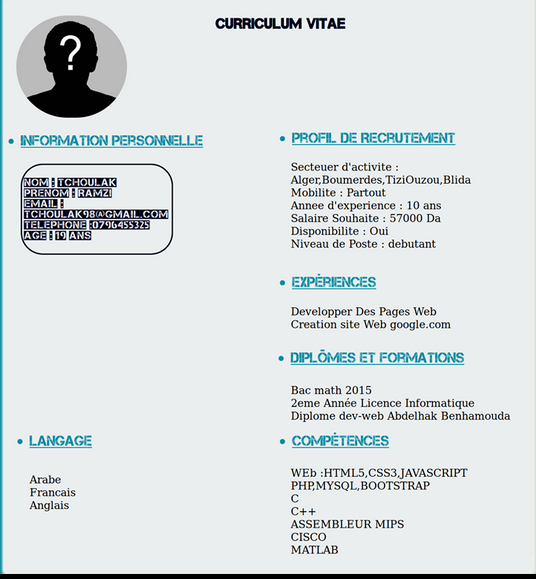 CURRICULUM VITAE
?
INFORMATION PERSONNELLE
NOM : TCHOULAK
PRENOM : RAMZI
EMAIL :
TCHOULAK98@GMAIL.COM
TELEPHONE :0796455325
AGE : 19 ANS
LANGAGE
Arabe
Francais
Anglais
PROFIL DE RECRUTEMENT
Secteuer d'activite :
Alger,Boumerdes,TiziOuzou,Blida
Mobilite : Partout
Annee d'experience : 10 ans
Salaire Souhaite : 57000 Da
Disponibilite : Oui
Niveau de Poste : debutant
EXPÉRIENCES
Developper Des Pages Web
Creation site Web google.com
DIPLÔMES ET FORMATIONS
Bac math 2015
2eme Année Licence Informatique
Diplome dev-web Abdelhak Benhamouda
COMPÉTENCES
WEb :HTML5,CSS3,JAVASCRIPT
PHP,MYSQL,BOOTSTRAP
C
C++
ASSEMBLEUR MIPS
CISCO
MATLAB